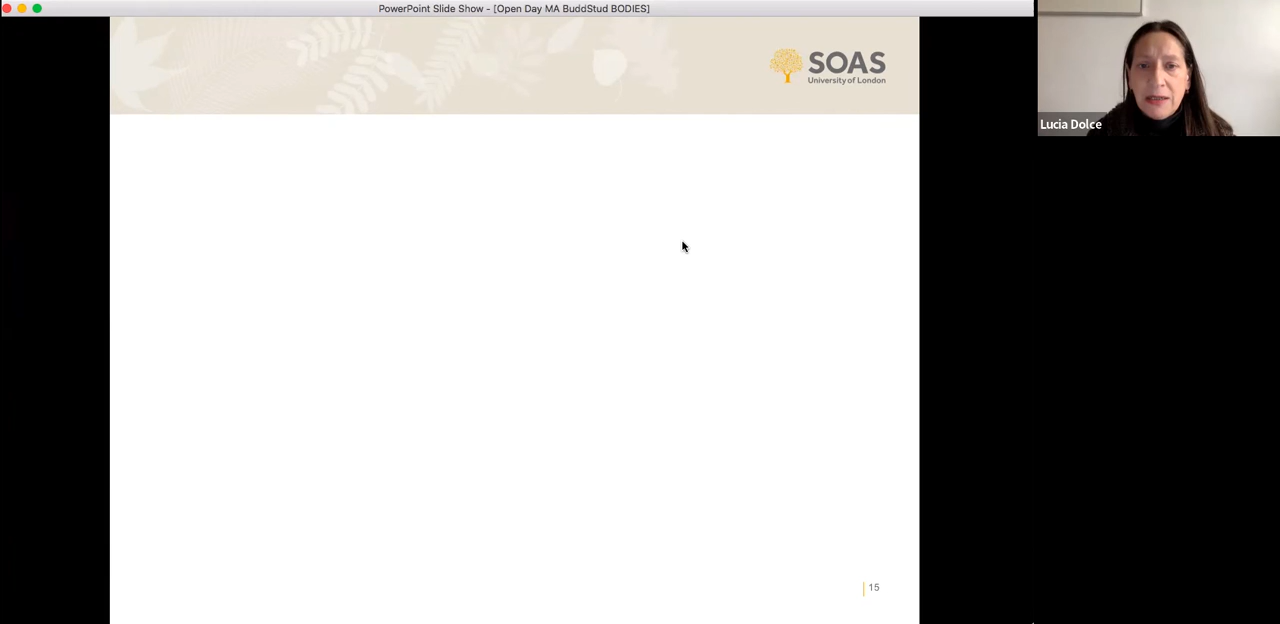 PowerPoint Slide Show - [Open Day MA BuddStud BODIES]
SOAS
University of London
Lucia Dolce
15